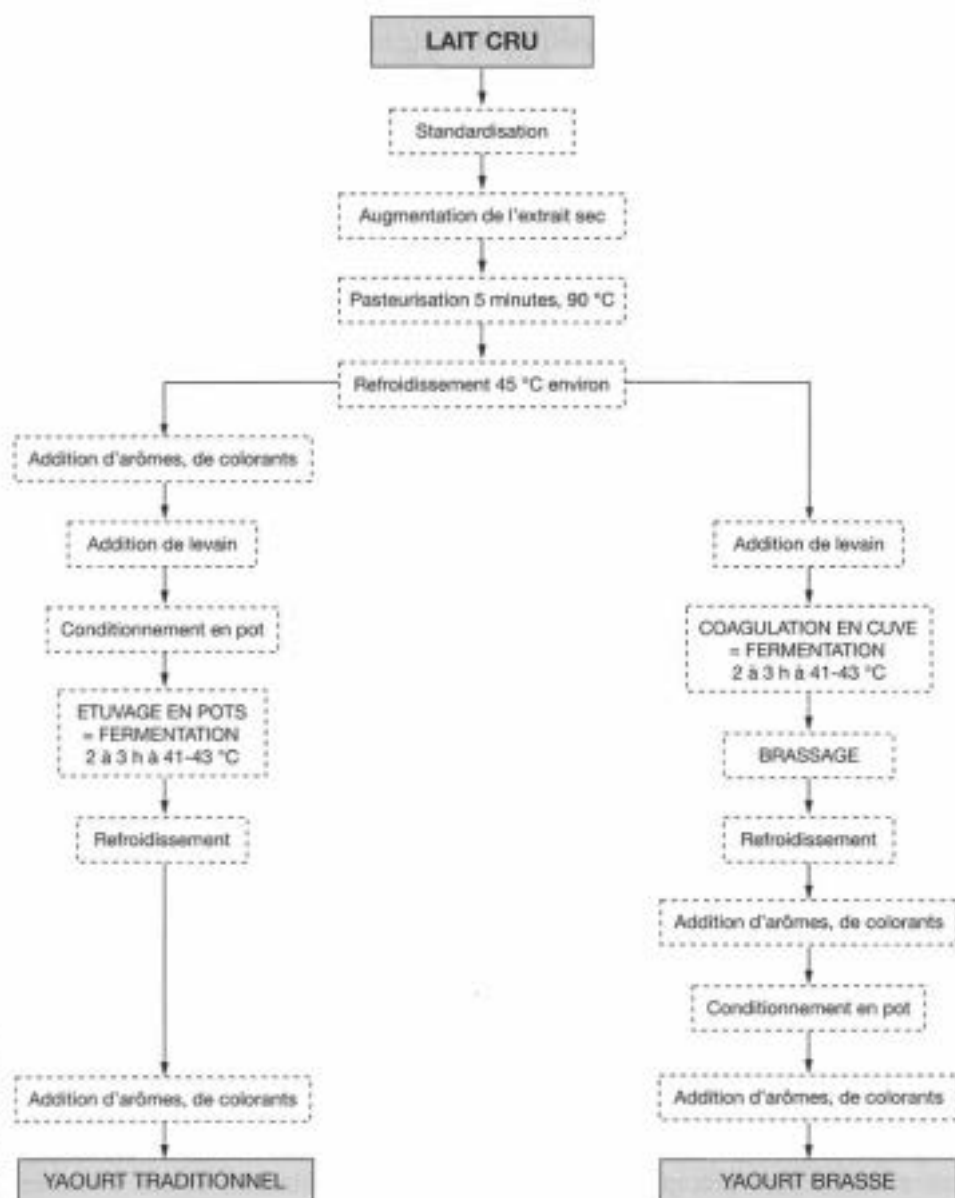 LAIT CRU
Standardisation
Augmentation de l'extrait sec
Pasteurisation 5 minutes, 90 °C
Refroidissement 45 °C environ
Addition d'arômes, de colorants
Addition de levain
Conditionnement en pot
ETUVAGE EN POTS
= FERMENTATION
2 à 3 h à 41-43 °C
Refroidissement
Addition d'arômes, de colorants
YAOURT TRADITIONNEL
Addition de levain
COAGULATION EN CUVE
= FERMENTATION
2 à 3 h à 41-43 °C
BRASSAGE
Refroidissement
Addition d'arômes, de colorants
Conditionnement en pot
Addition d'arômes, de colorants
YAOURT BRASSE